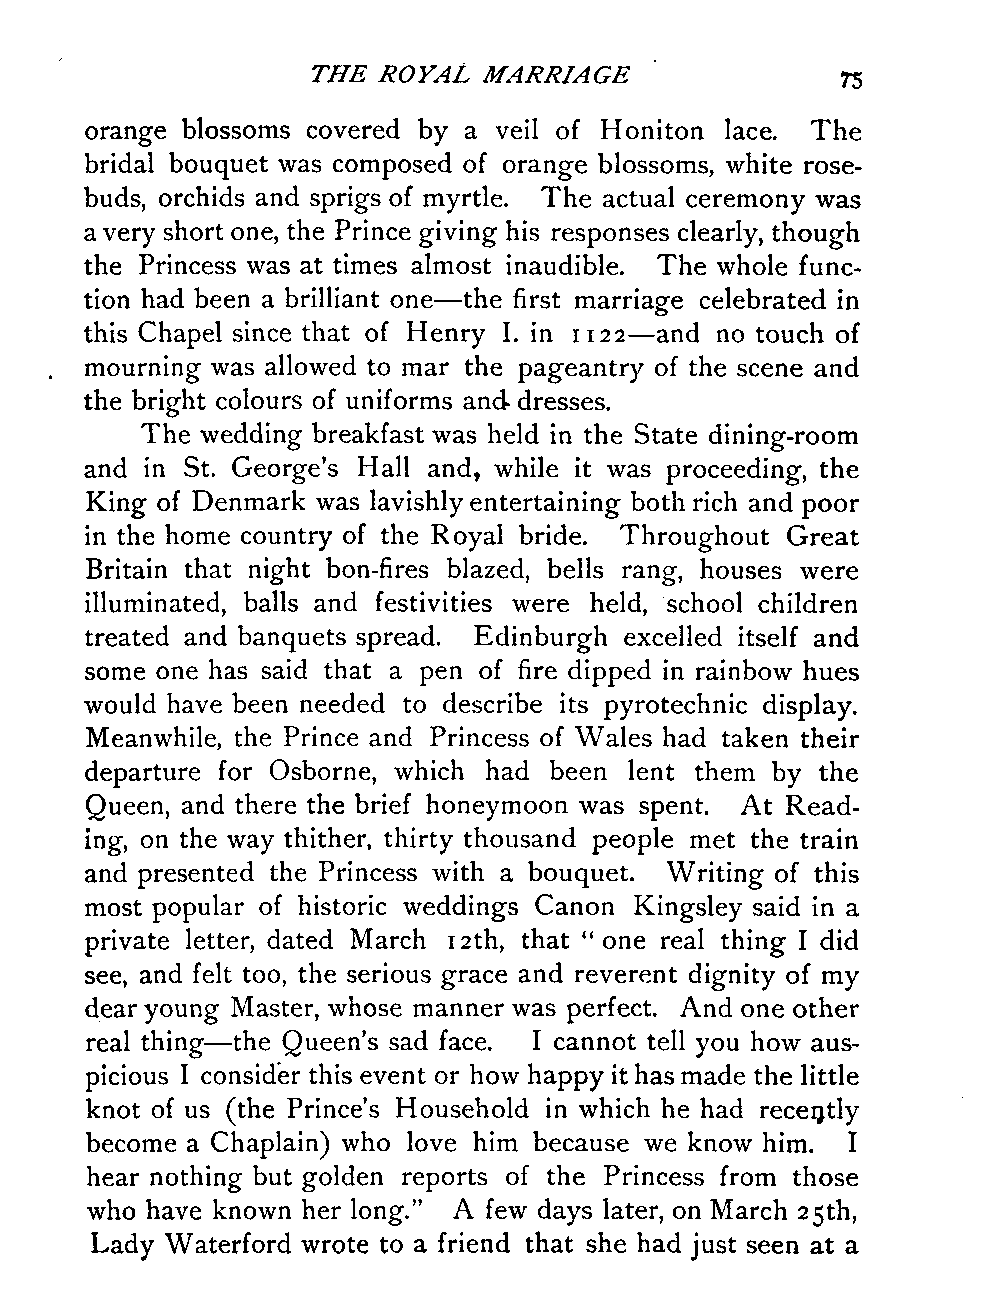 THE ROYAL MARRIAGE 75
orange blossoms covered by a veil of Honiton lace. The
bridal bouquet was composed of orange blossoms, white rose-
buds, orchids and sprigs of myrtle. The actual ceremony was
a very short one, the Prince giving his responses clearly, though
the Princess was at times almost inaudible. The whole func-
tion had been a brilliant one—the first marriage celebrated in
this Chapel since that of Henry I. in 1122—and no touch of
mourning was allowed to mar the pageantry of the scene and
the bright colours of uniforms and dresses.
The wedding breakfast was held in the State dining-room
and in St. George's Hall and, while it was proceeding, the
King of Denmark was lavishly entertaining both rich and poor
in the home country of the Royal bride. Throughout Great
Britain that night bon-fires blazed, bells rang, houses were
illuminated, balls and festivities were held, school children
treated and banquets spread. Edinburgh excelled itself and
some one has said that a pen of fire dipped in rainbow hues
would have been needed to describe its pyrotechnic display.
Meanwhile, the Prince and Princess of Wales had taken their
departure for Osborne, which had been lent them by the
Queen, and there the brief honeymoon was spent. At Read-
ing, on the way thither, thirty thousand people met the train
and presented the Princess with a bouquet. Writing of this
most popular of historic weddings Canon Kingsley said in a
private letter, dated March 12th, that "one real thing I did
see, and felt too, the serious grace and reverent dignity of my
dear young Master, whose manner was perfect. And one other
real thing—the Queen's sad face. I cannot tell you how aus-
picious I consider this event or how happy it has made the little
knot of us (the Prince's Household in which he had recently
become a Chaplain) who love him because we know him. I
hear nothing but golden reports of the Princess from those
who have known her long." A few days later, on March 25th,
Lady Waterford wrote to a friend that she had just seen at a